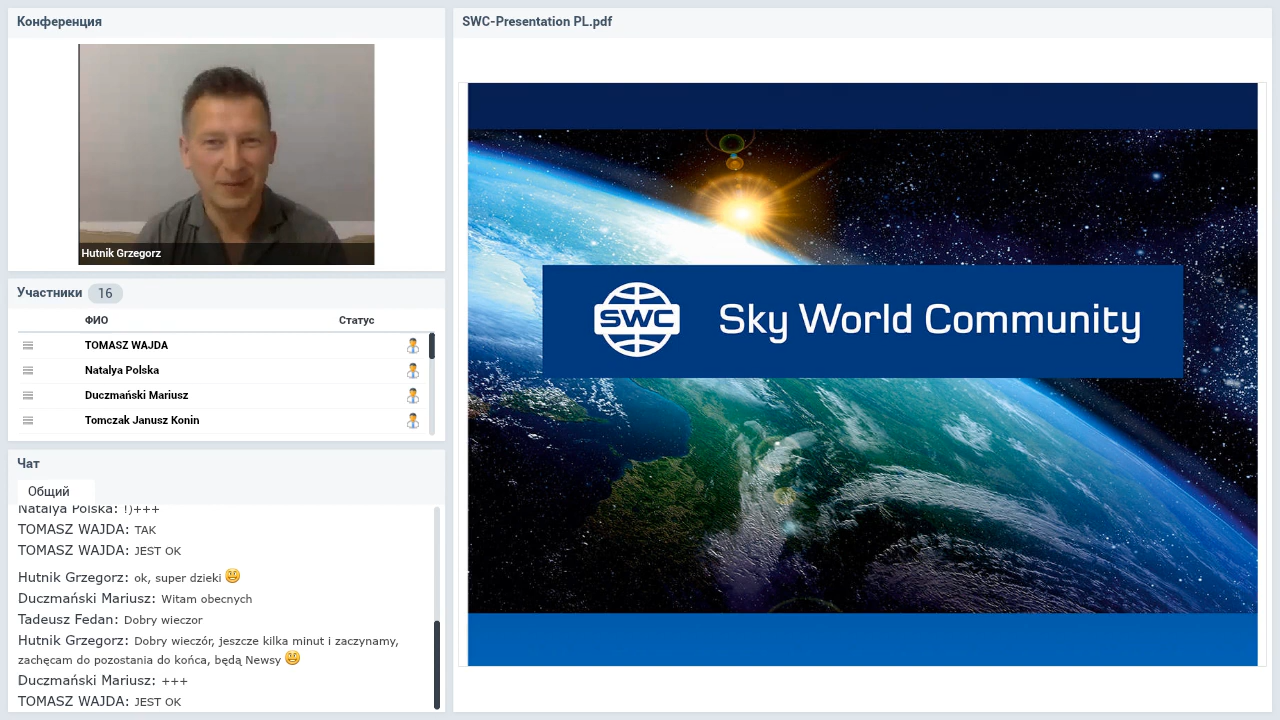 Конференция
Hutnik Grzegorz
Участники 16
ФИО Статус
TOMASZ WAJDA
Natalya Polska
Duczmański Mariusz
Tomczak Janusz Konin
Чат
Общий
Natalya Polska: !)+++
TOMASZ WAJDA: TAK
TOMASZ WAJDA: JEST OK
Hutnik Grzegorz: ok, super dzieki
Duczmański Mariusz: Witam obecnych
Tadeusz Fedan: Dobry wieczor
Hutnik Grzegorz: Dobry wieczór, jeszcze kilka minut i zaczynamy,
zachęcam do pozostania do końca, będą Newsy
Duczmański Mariusz: +++
TOMASZ WAJDA: JEST OK
SWC-Presentation PL.pdf
SWC Sky World Community